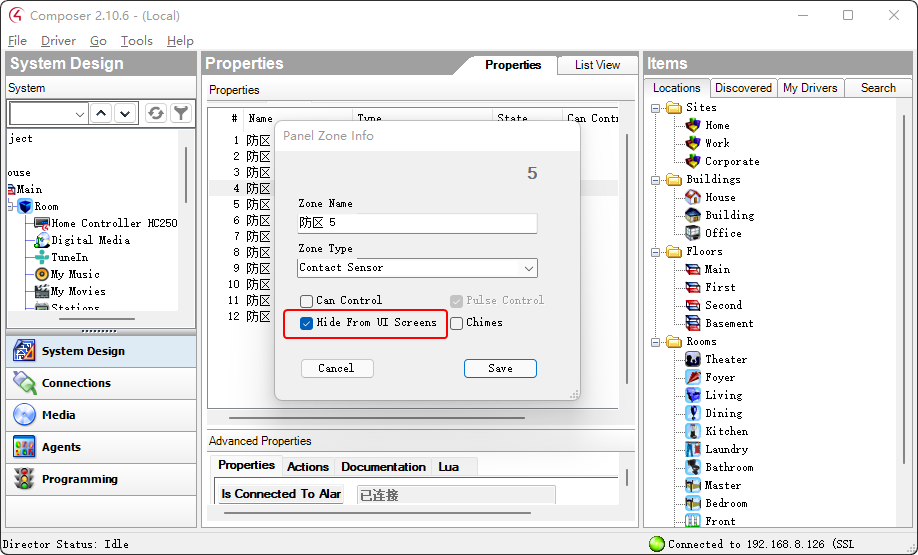 Composer 2.10.6 - (Local)
File Driver Go Tools Help
System Design
System
ject
ouse
Main
Room
Home Controller HC250
Digital Media
TuneIn
My Music
My Movies
Stations
System Design
Connections
Media
Agents
Programming
Properties
Properties List View
Properties
# Name Type State Can Contr
1 防区
2 防区
3 防区
4 防区
5 防区
6 防区
7 防区
8 防区
9 防区
10 防区
11 防区
12 防区
Panel Zone Info
5
Zone Name
防区 5
Zone Type
Contact Sensor
Can Control Pulse Control
Hide From UI Screens Chimes
Cancel Save
Advanced Properties
Properties Actions Documentation Lua
Is Connected To Alar 已连接
Items
Locations Discovered My Drivers Search
Sites
Home
Work
Corporate
Buildings
House
Building
Office
Floors
Main
First
Second
Basement
Rooms
Theater
Foyer
Living
Dining
Kitchen
Laundry
Bathroom
Master
Bedroom
Front
Director Status: Idle
Connected to 192.168.8.126 (SSL